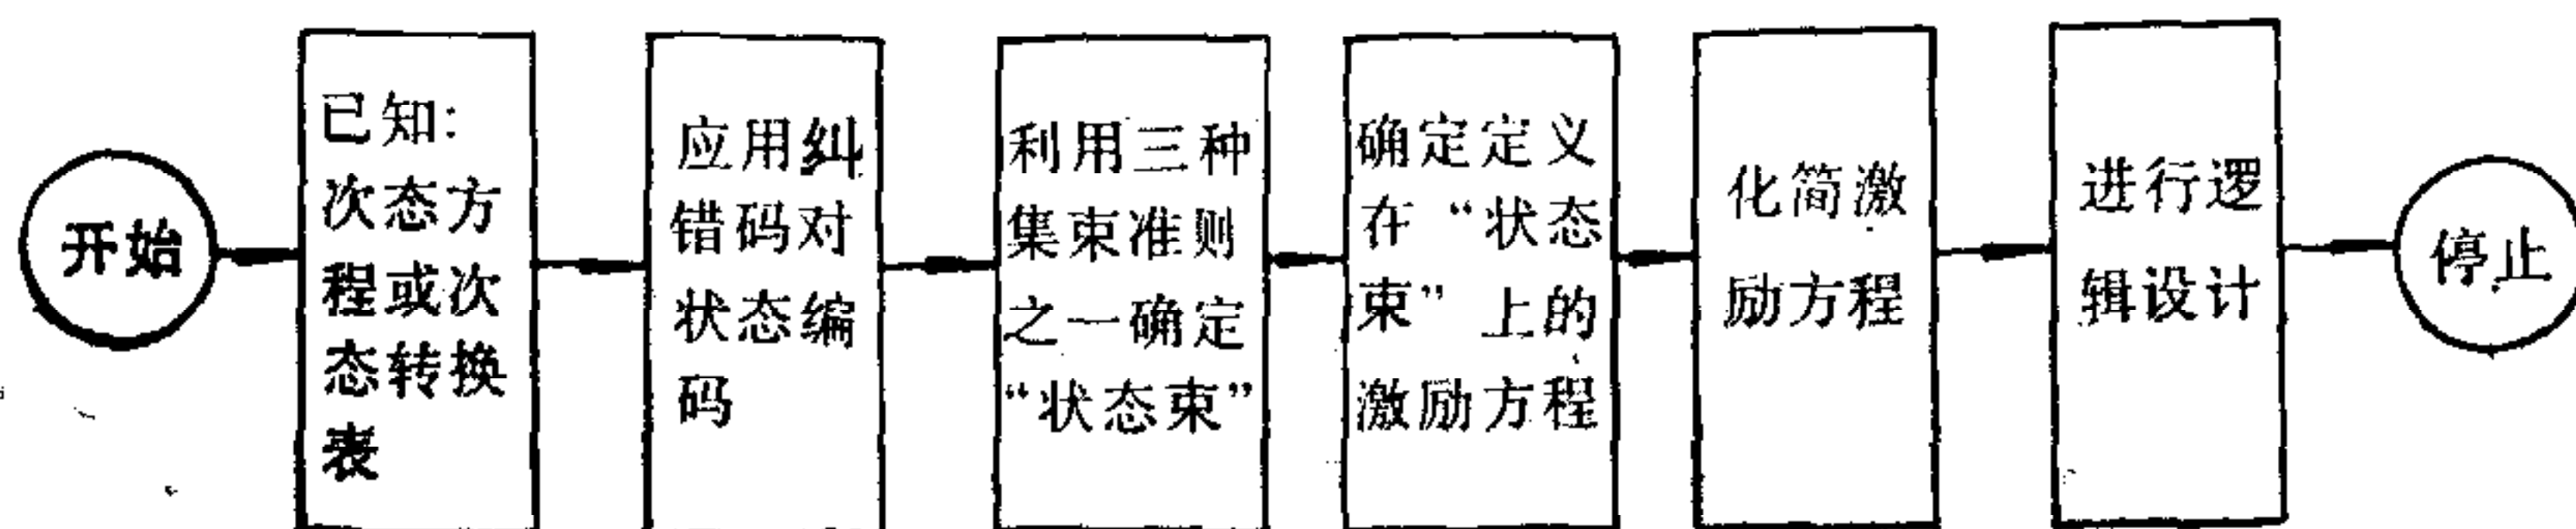 开始
已知：
次态方
程或次
态转换
表
应用纠
错码对
状态编
码
利用三种
集束准则
之一确定
“状态束”
确定定义
在“状态
束”上的
激励方程
化简激
励方程
进行逻
辑设计
停止